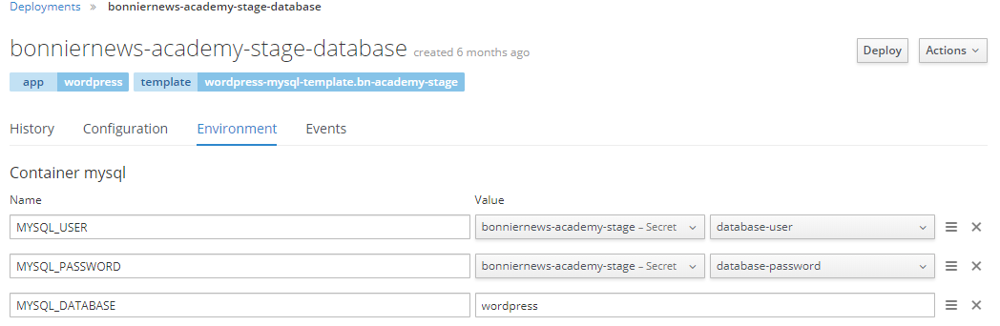 Deployments » bonniernews-academy-stage-database
bonniernews-academy-stage-database created 6 months ago
Deploy Actions
app wordpress template wordpress-mysql-template.bn-academy-stage
History Configuration Environment Events
Container mysql
Name Value
MYSQL_USER bonniernews-academy-stage – Secret database-user
MYSQL_PASSWORD bonniernews-academy-stage – Secret database-password
MYSQL_DATABASE wordpress